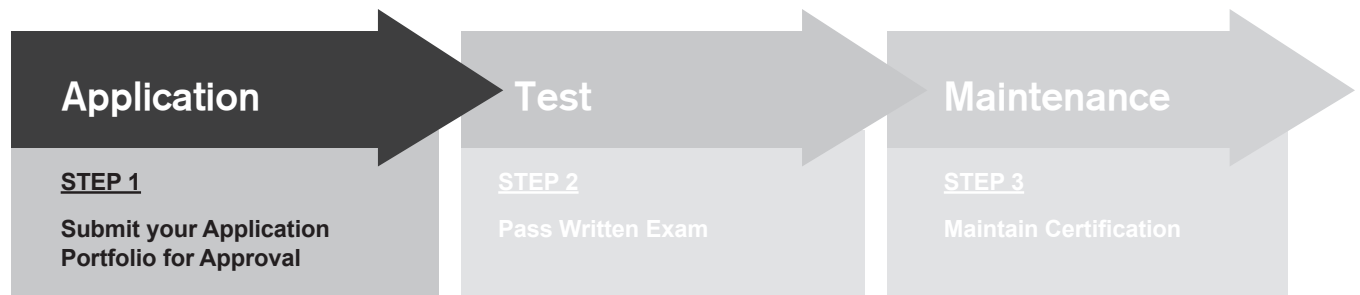 Application
Test
Maintenance
STEP 1
Submit your Application
Portfolio for Approval
STEP 2
Pass Written Exam
STEP 3
Maintain Certification